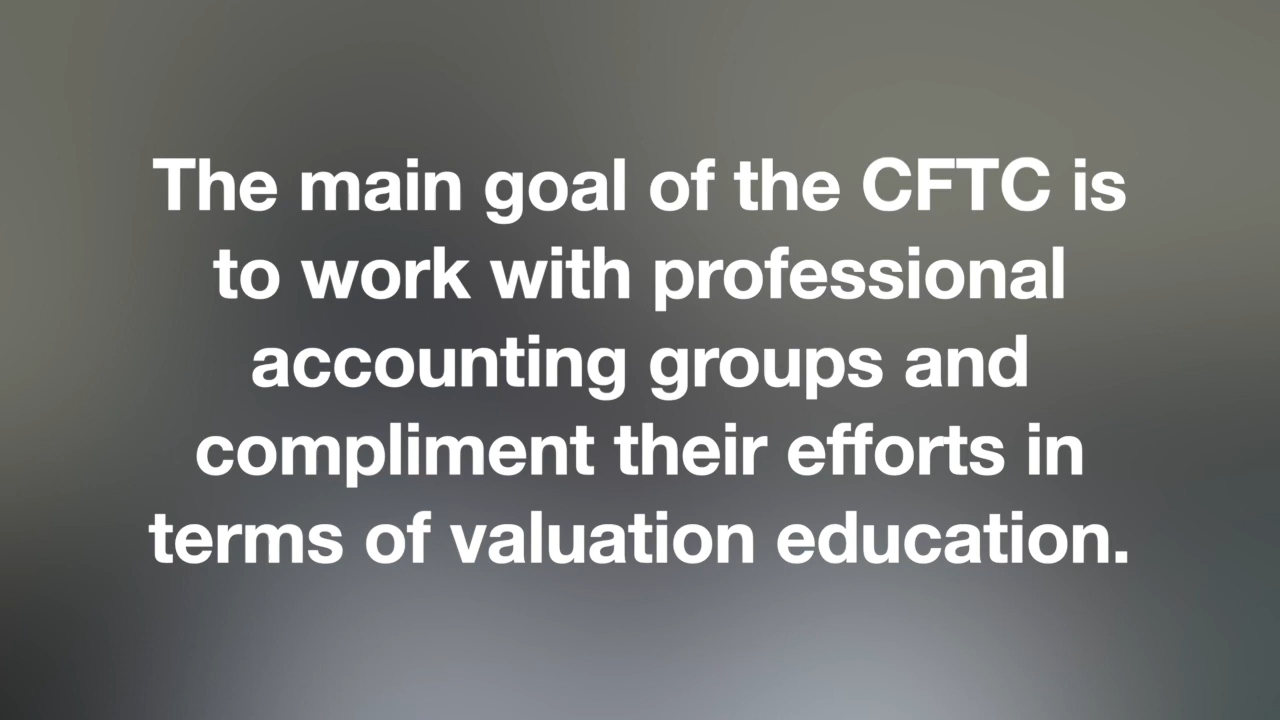 The main goal of the CFTC is
to work with professional
accounting groups and
compliment their efforts in
terms of valuation education.